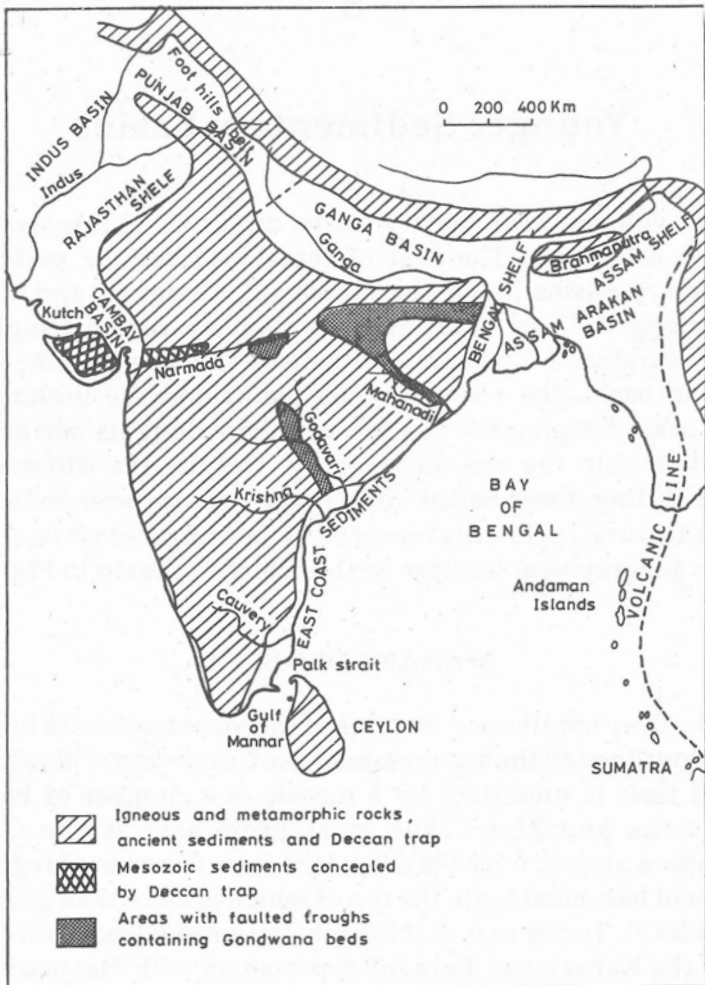 Foot hills belt
PUNJAB BASIN
0 200 400 Km
INDUS BASIN
Indus
RAJASTHAN SHELF
GANGA BASIN
Ganga
BENGAL SHELF
Brahmaputra
ASSAM SHELF
ASSAM ARAKAN
BASIN
Kutch
CAMBAY
BASIN
Narmada
Mahanadi
Godavari
Krishna
EAST COAST SEDIMENTS
BAY
OF
BENGAL
VOLCANIC LINE
Andaman
Islands
Cauvery
Palk strait
Gulf
of
Mannar
CEYLON
SUMATRA
Igneous and metamorphic rocks,
ancient sediments and Deccan trap
Mesozoic sediments concealed
by Deccan trap
Areas with faulted froughs
containing Gondwana beds